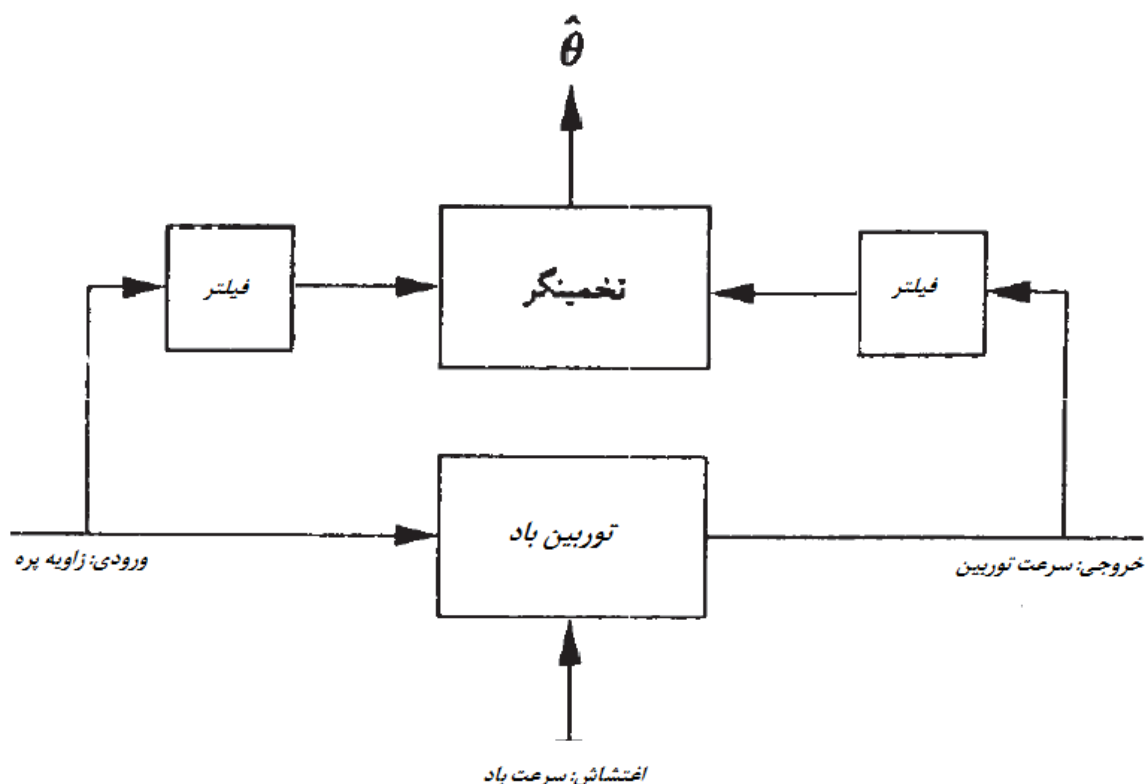 θ̂
فیلتر
تخمینگر
فیلتر
توربین باد
ورودی: زاویه پره
خروجی: سرعت توربین
اغتشاش: سرعت باد